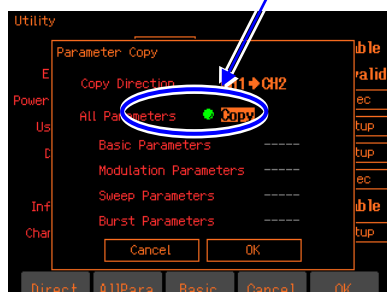 Utility
Parameter Copy
Copy Direction CH2
All Parameters Copy
Basic Parameters -----
Modulation Parameters -----
Sweep Parameters -----
Burst Parameters -----
Cancel OK
Power
Direct AllPara Basic Cancel OK